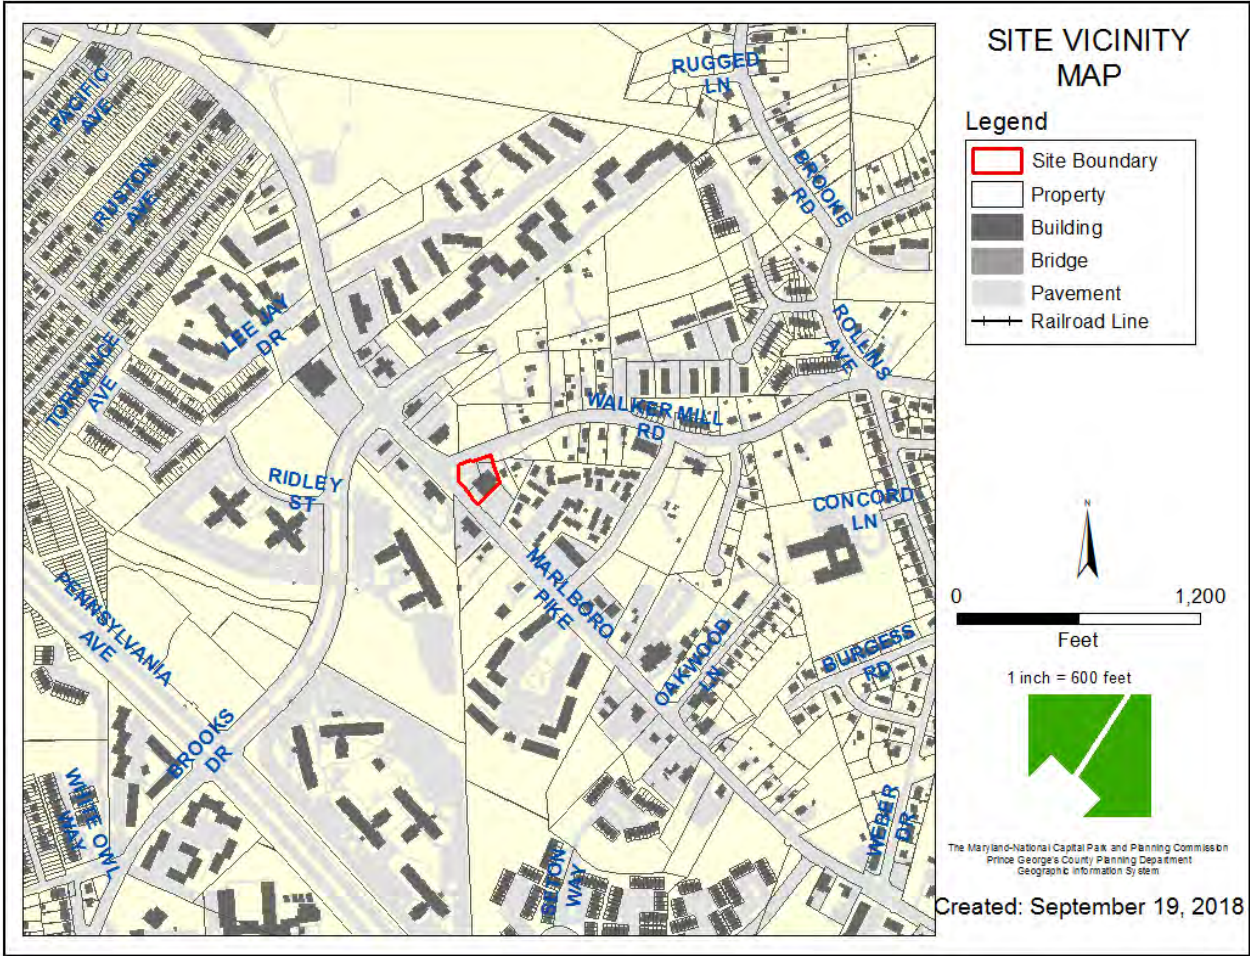 SITE VICINITY
MAP
Legend
Site Boundary
Property
Building
Bridge
Pavement
Railroad Line
PACIFIC
AVE
RUSTON
AVE
RUGGED
LN
BROOKE
RD
LEE JAY
DR
TORRANGE
AVE
ROLLINS
AVE
WALKER MILL
RD
RIDLEY
ST
CONCORD
LN
MARLBORO
PIKE
PENNSYLVANIA
AVE
OAKWOOD
LN
BURGESS
RD
BROOKS
DR
WHITE OWL
WAY
SETON
WAY
WEBER
DR
N
0 1,200
Feet
1 inch = 600 feet
The Maryland-National Capital Park and Planning Commission
Prince George's County Planning Department
Geographic Information System
Created: September 19, 2018